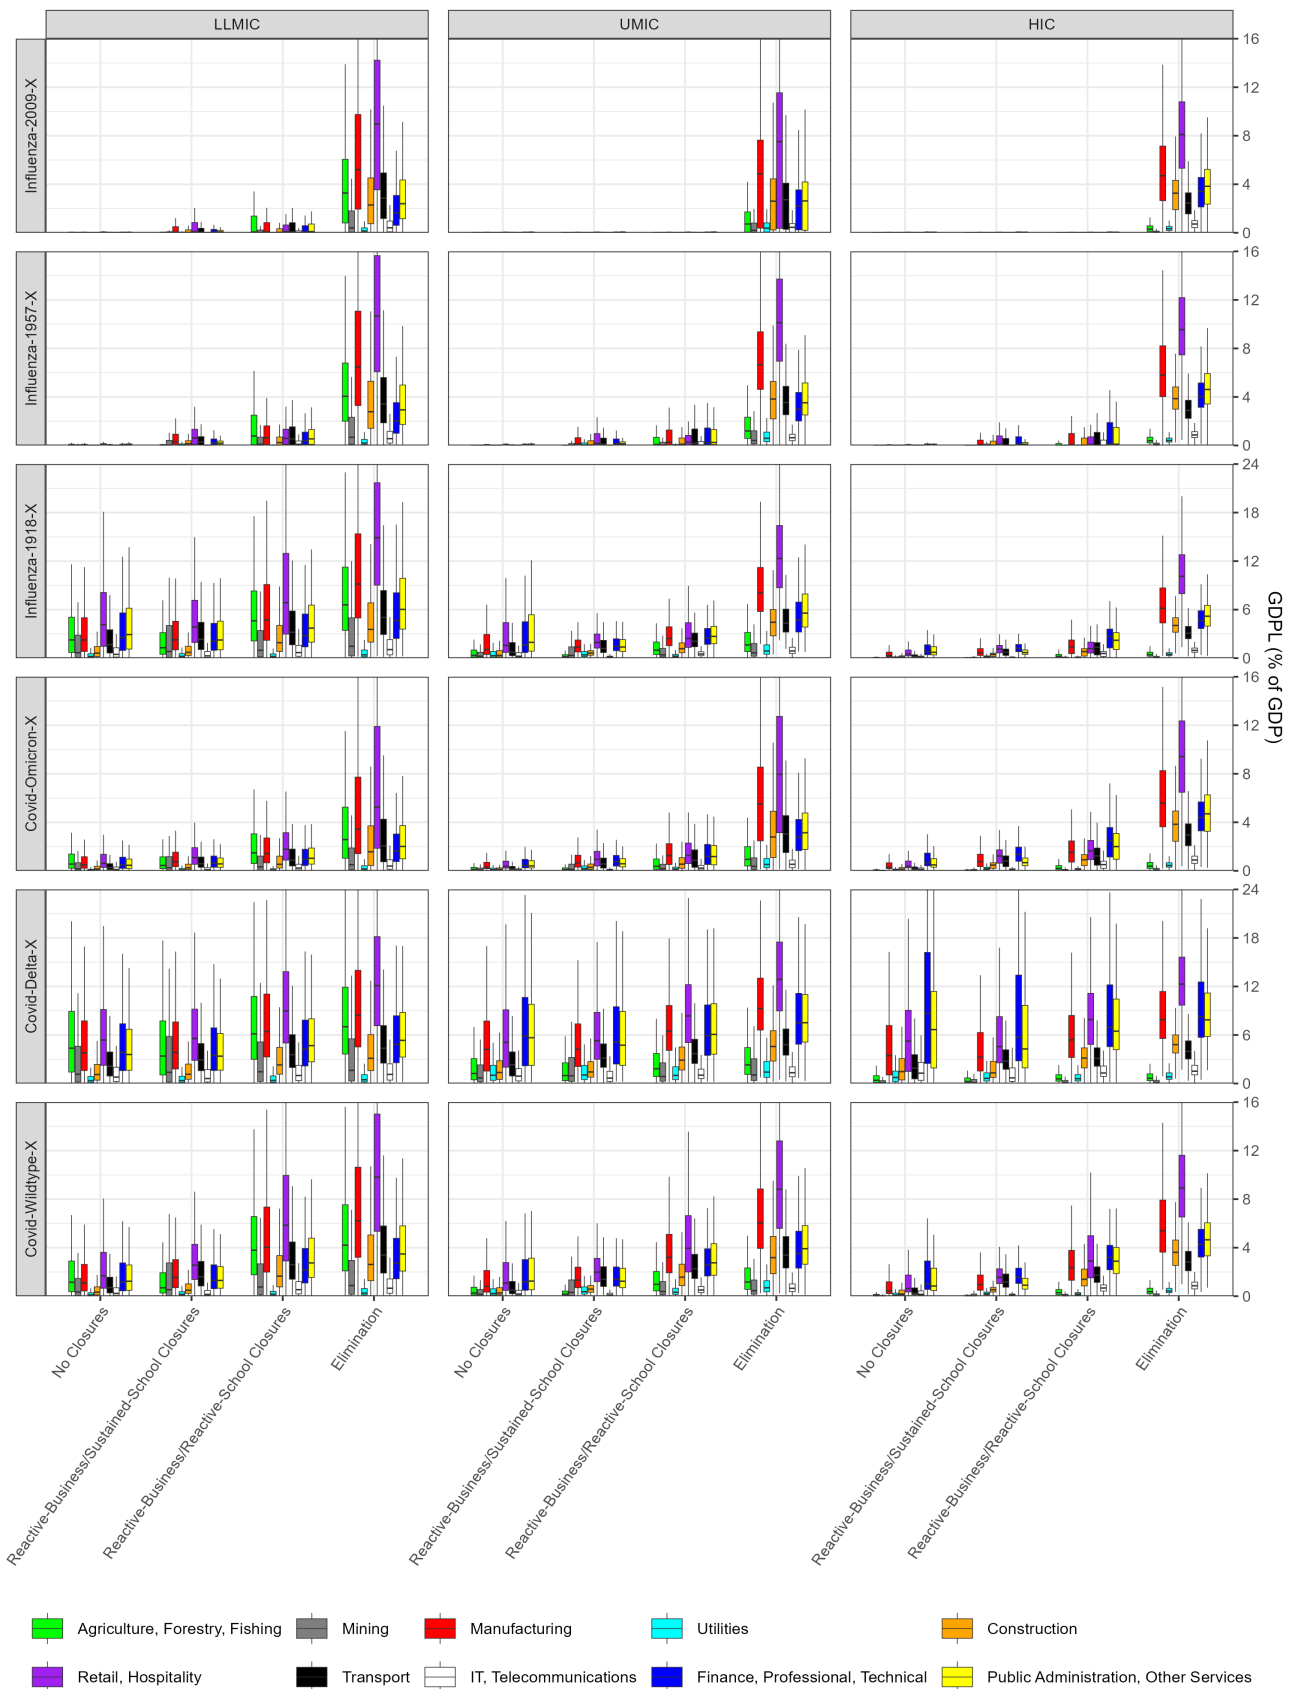 LLMIC UMIC HIC
Influenza-2009-X
16
12
8
4
0
Influenza-1957-X
16
12
8
4
0
Influenza-1918-X
24
18
12
6
0
Covid-Omicron-X
16
12
8
4
0
Covid-Delta-X
24
18
12
6
0
Covid-Wildtype-X
16
12
8
4
0
GDPL (% of GDP)
No Closures
Reactive-Business/Sustained-School Closures
Reactive-Business/Reactive-School Closures
Elimination
No Closures
Reactive-Business/Sustained-School Closures
Reactive-Business/Reactive-School Closures
Elimination
No Closures
Reactive-Business/Sustained-School Closures
Reactive-Business/Reactive-School Closures
Elimination
Agriculture, Forestry, Fishing Mining Manufacturing Utilities Construction
Retail, Hospitality Transport IT, Telecommunications Finance, Professional, Technical Public Administration, Other Services